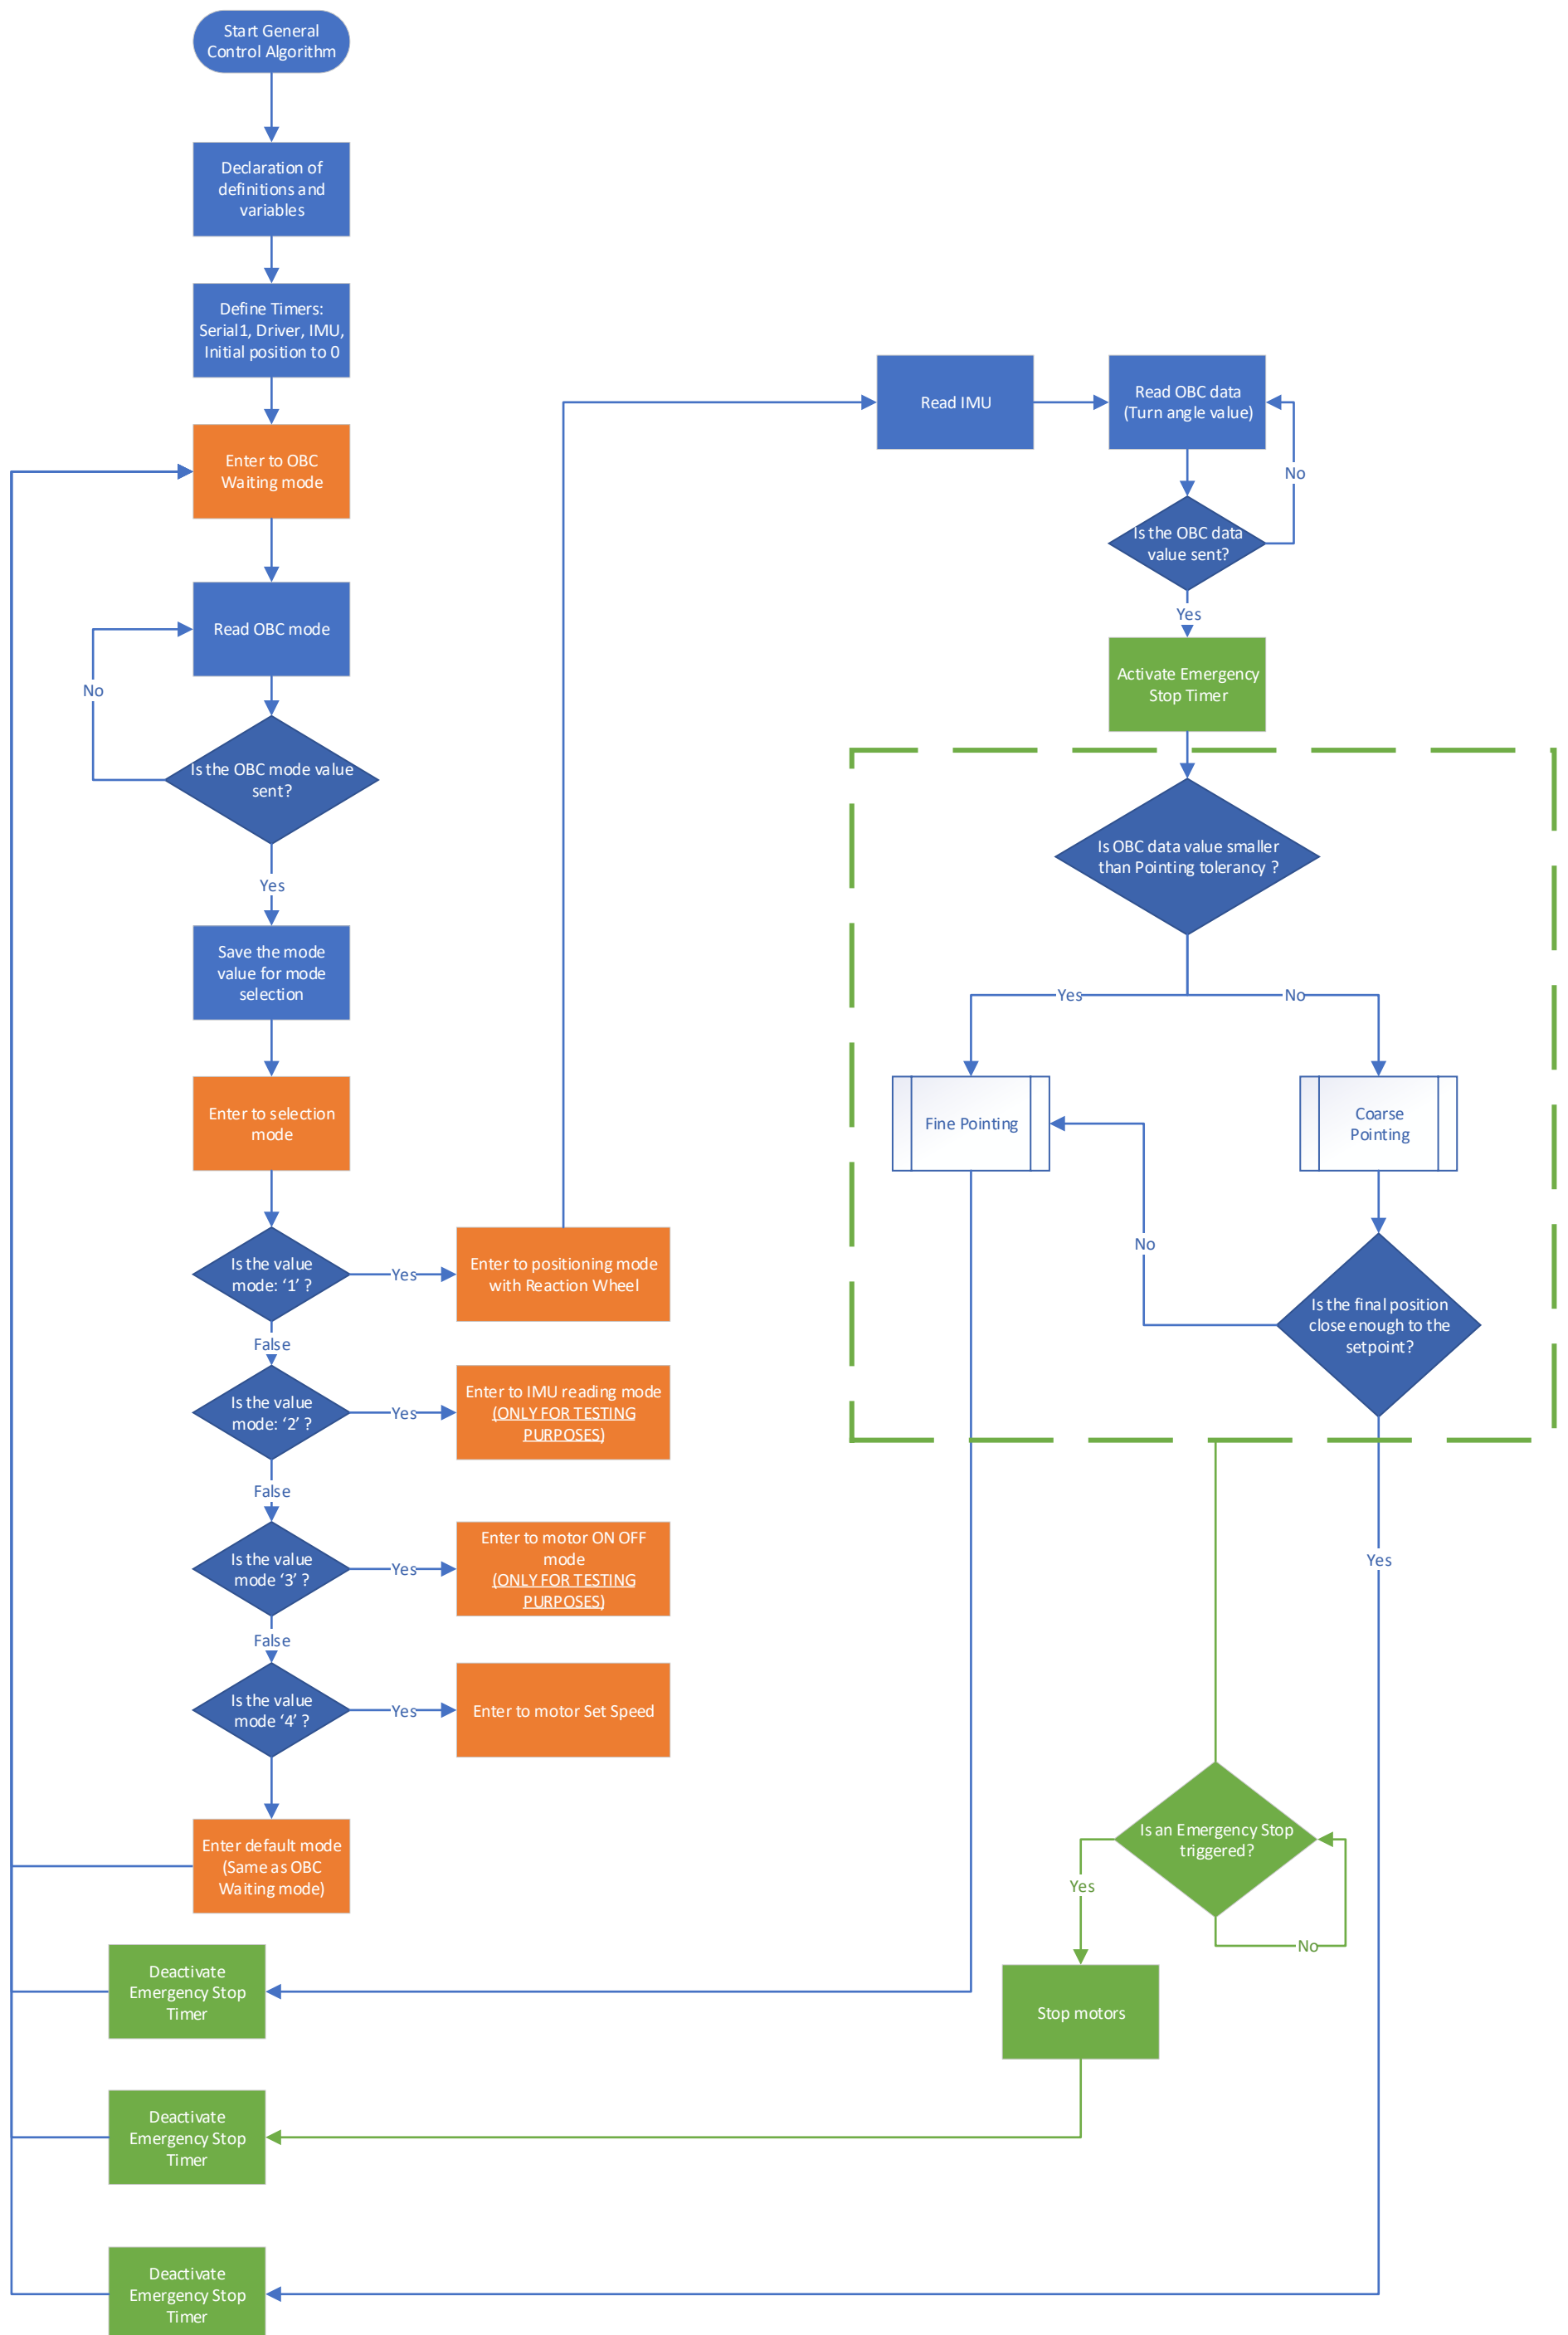 Start General
Control Algorithm
Declaration of
definitions and
variables
Define Timers:
Serial1, Driver, IMU,
Initial position to 0
Enter to OBC
Waiting mode
Read OBC mode
No
Is the OBC mode value
sent?
Yes
Save the mode
value for mode
selection
Enter to selection
mode
Is the value
mode: ‘1’ ?
Yes
Enter to positioning mode
with Reaction Wheel
False
Is the value
mode: ‘2’ ?
Yes
Enter to IMU reading mode
(ONLY FOR TESTING
PURPOSES)
False
Is the value
mode ‘3’ ?
Yes
Enter to motor ON OFF
mode
(ONLY FOR TESTING
PURPOSES)
False
Is the value
mode ‘4’ ?
Yes
Enter to motor Set Speed
Enter default mode
(Same as OBC
Waiting mode)
Deactivate
Emergency Stop
Timer
Deactivate
Emergency Stop
Timer
Deactivate
Emergency Stop
Timer
Read IMU
Read OBC data
(Turn angle value)
No
Is the OBC data
value sent?
Yes
Activate Emergency
Stop Timer
Is OBC data value smaller
than Pointing tolerancy ?
Yes
No
Fine Pointing
Coarse
Pointing
No
Is the final position
close enough to the
setpoint?
Yes
Is an Emergency Stop
triggered?
Yes
No
Stop motors